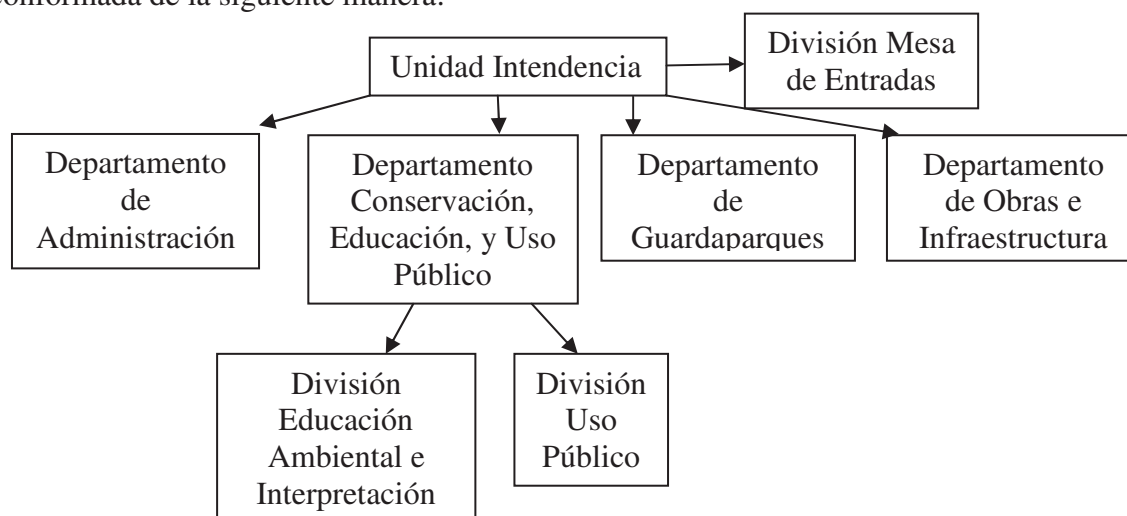 conformada de la siguiente manera:
Unidad Intendencia
División Mesa
de Entradas
Departamento
de
Administración
Departamento
Conservación,
Educación, y Uso
Público
Departamento
de
Guardaparques
Departamento
de Obras e
Infraestructura
División
Educación
Ambiental e
Interpretación
División
Uso
Público